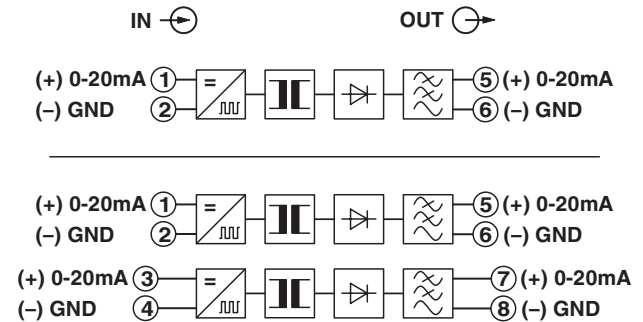 IN OUT
(+) 0-20mA 1 5 (+) 0-20mA
(–) GND 2 6 (–) GND
(+) 0-20mA 1 5 (+) 0-20mA
(–) GND 2 6 (–) GND
(+) 0-20mA 3 7 (+) 0-20mA
(–) GND 4 8 (–) GND